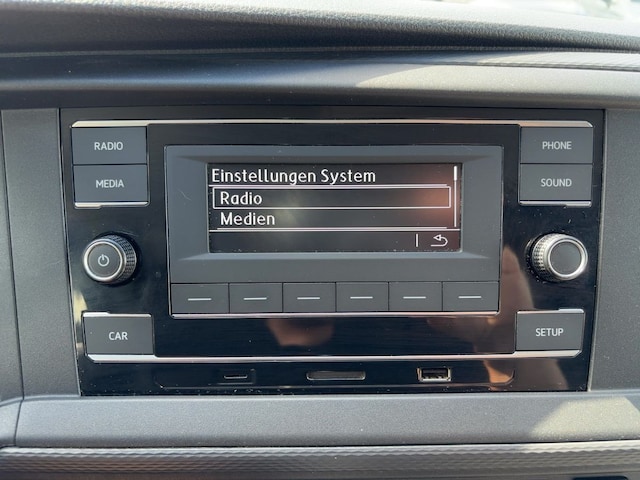 RADIO
PHONE
MEDIA
SOUND
Einstellungen System
Radio
Medien
CAR
SETUP